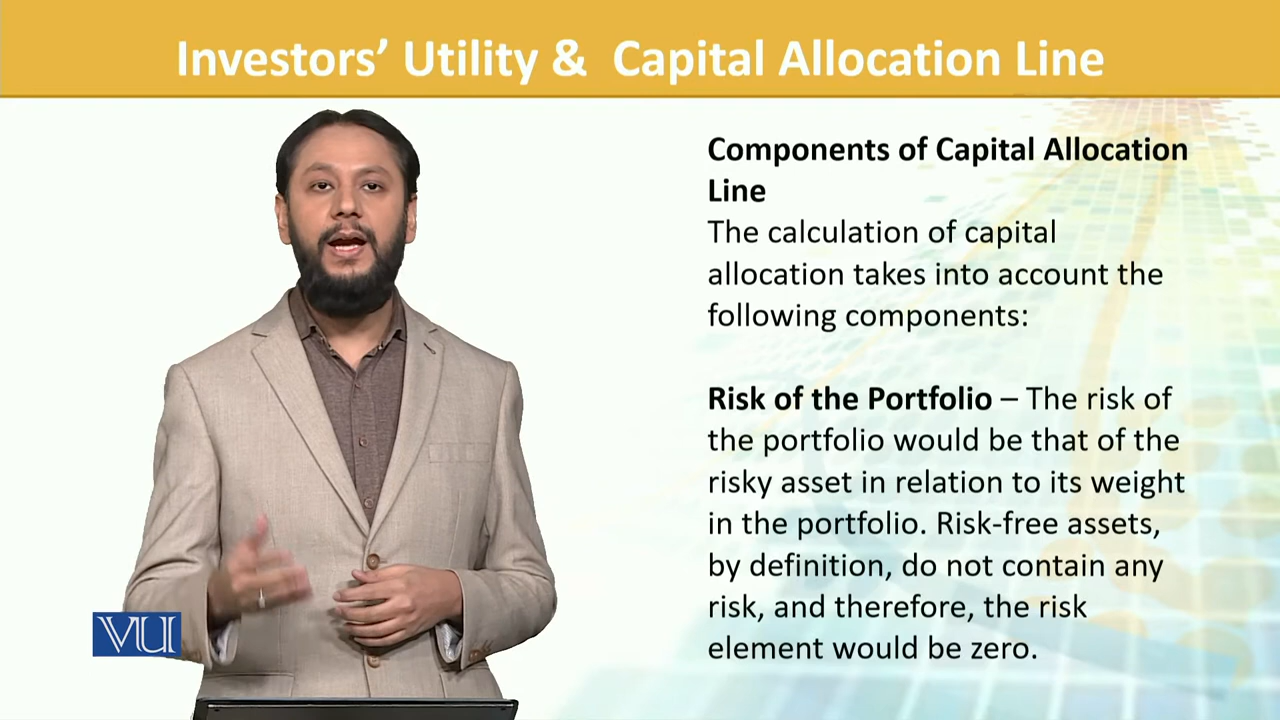 Investors’ Utility & Capital Allocation Line
Components of Capital Allocation
Line
The calculation of capital
allocation takes into account the
following components:
Risk of the Portfolio – The risk of
the portfolio would be that of the
risky asset in relation to its weight
in the portfolio. Risk-free assets,
by definition, do not contain any
risk, and therefore, the risk
element would be zero.
VU